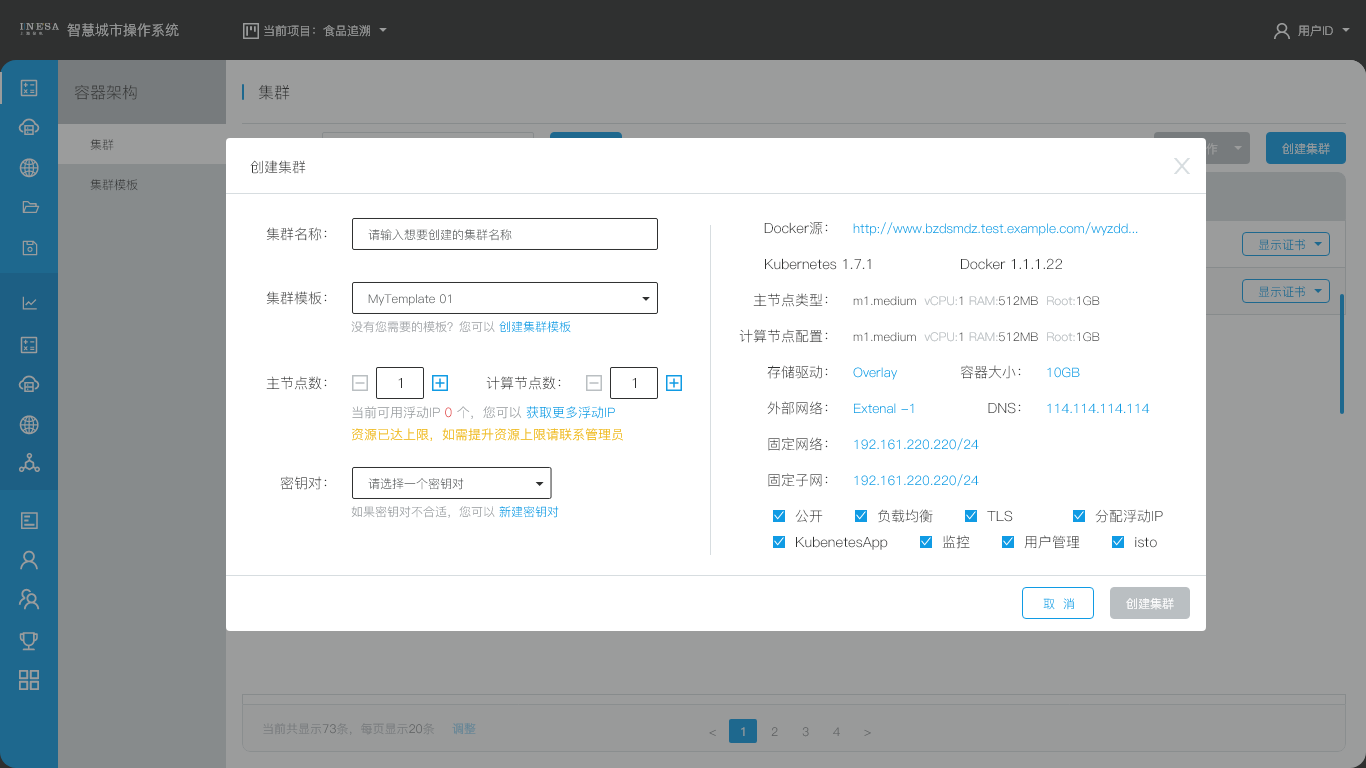 INESA 智慧城市操作系统
当前项目：食品追溯
用户ID
容器架构
集群
集群模板
集群
作
创建集群
显示证书
显示证书
创建集群
集群名称：
请输入想要创建的集群名称
集群模板：
MyTemplate 01
没有您需要的模板？您可以 创建集群模板
主节点数：
1
计算节点数：
1
当前可用浮动IP 0 个，您可以 获取更多浮动IP
资源已达上限，如需提升资源上限请联系管理员
密钥对：
请选择一个密钥对
如果密钥对不合适，您可以 新建密钥对
Docker源： http://www.bzdsmdz.test.example.com/wyzdd...
Kubernetes 1.7.1 Docker 1.1.1.22
主节点类型： m1.medium vCPU:1 RAM:512MB Root:1GB
计算节点配置： m1.medium vCPU:1 RAM:512MB Root:1GB
存储驱动： Overlay 容器大小： 10GB
外部网络： Extenal -1 DNS： 114.114.114.114
固定网络： 192.161.220.220/24
固定子网： 192.161.220.220/24
公开 负载均衡 TLS 分配浮动IP
KubenetesApp 监控 用户管理 isto
取 消
创建集群
当前共显示73条，每页显示20条 调整
< 1 2 3 4 >